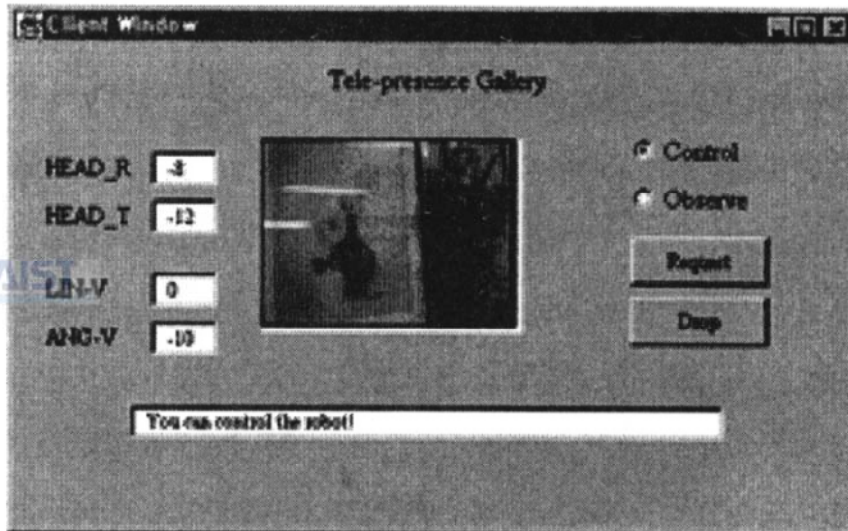 Client Window
Tele-presence Gallery
HEAD_R -8
HEAD_T -12
LIN-V 0
ANG-V -10
Control
Observe
Request
Drop
You can control the robot!